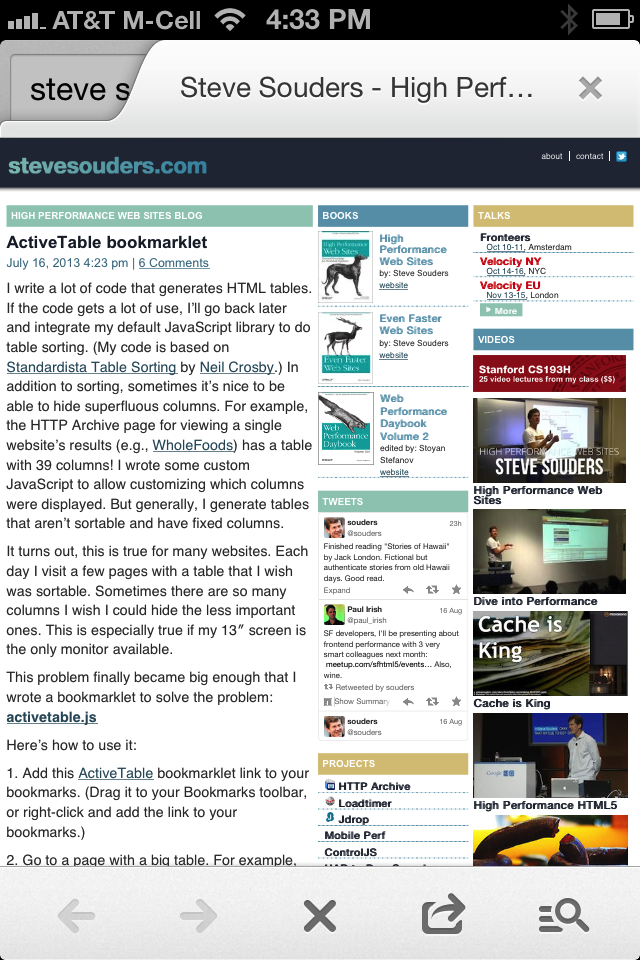 AT&T M-Cell 4:33 PM
steve s
Steve Souders - High Perf…
stevesouders.com
about | contact |
HIGH PERFORMANCE WEB SITES BLOG
ActiveTable bookmarklet
July 16, 2013 4:23 pm | 6 Comments
I write a lot of code that generates HTML tables.
If the code gets a lot of use, I’ll go back later
and integrate my default JavaScript library to do
table sorting. (My code is based on
Standardista Table Sorting by Neil Crosby.) In
addition to sorting, sometimes it’s nice to be
able to hide superfluous columns. For example,
the HTTP Archive page for viewing a single
website’s results (e.g., WholeFoods) has a table
with 39 columns! I wrote some custom
JavaScript to allow customizing which columns
were displayed. But generally, I generate tables
that aren’t sortable and have fixed columns.
It turns out, this is true for many websites. Each
day I visit a few pages with a table that I wish
was sortable. Sometimes there are so many
columns I wish I could hide the less important
ones. This is especially true if my 13″ screen is
the only monitor available.
This problem finally became big enough that I
wrote a bookmarklet to solve the problem:
activetable.js
Here’s how to use it:
1. Add this ActiveTable bookmarklet link to your
bookmarks. (Drag it to your Bookmarks toolbar,
or right-click and add the link to your
bookmarks.)
2. Go to a page with a big table. For example,
BOOKS
High Performance
Web Sites
High
Performance
Web Sites
by: Steve Souders
website
Even Faster
Web Sites
Even Faster
Web Sites
by: Steve Souders
website
Web
Performance
Daybook
Web
Performance
Daybook
Volume 2
edited by: Stoyan
Stefanov
website
TWEETS
souders 23h
@souders
Finished reading "Stories of Hawaii"
by Jack London. Fictional but
authenticate stories from old Hawaii
days. Good read.
Expand
Paul Irish 16 Aug
@paul_irish
SF developers, I'll be presenting about
frontend performance with 3 very
smart colleagues next month:
meetup.com/sfhtml5/events… Also,
wine.
Retweeted by souders
Show Summary
souders 16 Aug
@souders
PROJECTS
HTTP Archive
Loadtimer
Jdrop
Mobile Perf
ControlJS
TALKS
Fronteers
Oct 10-11, Amsterdam
Velocity NY
Oct 14-16, NYC
Velocity EU
Nov 13-15, London
More
VIDEOS
Stanford CS193H
25 video lectures from my class ($$)
HIGH PERFORMANCE WEB SITES
STEVE SOUDERS
High Performance Web
Sites
Dive into Performance
Cache is
King
Cache is King
Google
High Performance HTML5